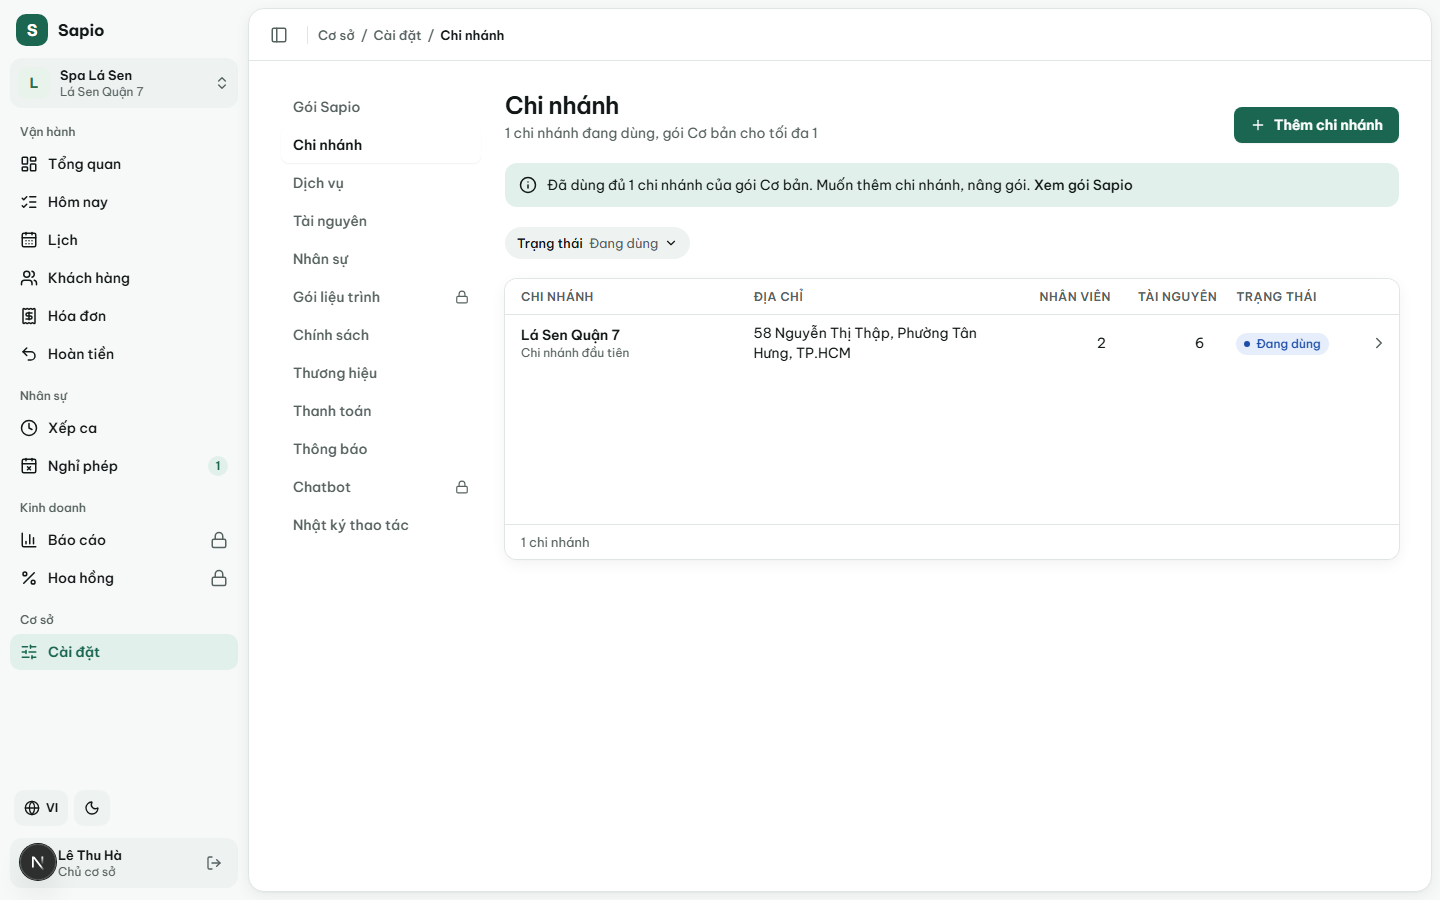 S Sapio
L Spa Lá Sen
Lá Sen Quận 7
Vận hành
Tổng quan
Hôm nay
Lịch
Khách hàng
Hóa đơn
Hoàn tiền
Nhân sự
Xếp ca
Nghỉ phép 1
Kinh doanh
Báo cáo
Hoa hồng
Cơ sở
Cài đặt
VI
N Lê Thu Hà
Chủ cơ sở
Cơ sở / Cài đặt / Chi nhánh
Gói Sapio
Chi nhánh
Dịch vụ
Tài nguyên
Nhân sự
Gói liệu trình
Chính sách
Thương hiệu
Thanh toán
Thông báo
Chatbot
Nhật ký thao tác
Chi nhánh
1 chi nhánh đang dùng, gói Cơ bản cho tối đa 1
Thêm chi nhánh
Đã dùng đủ 1 chi nhánh của gói Cơ bản. Muốn thêm chi nhánh, nâng gói. Xem gói Sapio
Trạng thái Đang dùng
CHI NHÁNH ĐỊA CHỈ NHÂN VIÊN TÀI NGUYÊN TRẠNG THÁI
Lá Sen Quận 7
Chi nhánh đầu tiên
58 Nguyễn Thị Thập, Phường Tân
Hưng, TP.HCM
2 6 Đang dùng
1 chi nhánh